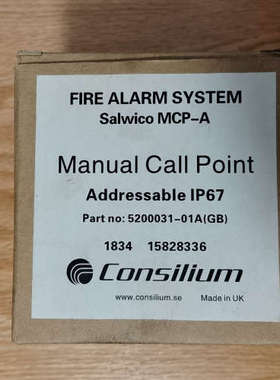 FIRE ALARM SYSTEM
Salwico MCP-A
Manual Call Point
Addressable IP67
Part no: 5200031-01A(GB)
1834 15828336
Consilium
www.consilium.se Made in UK